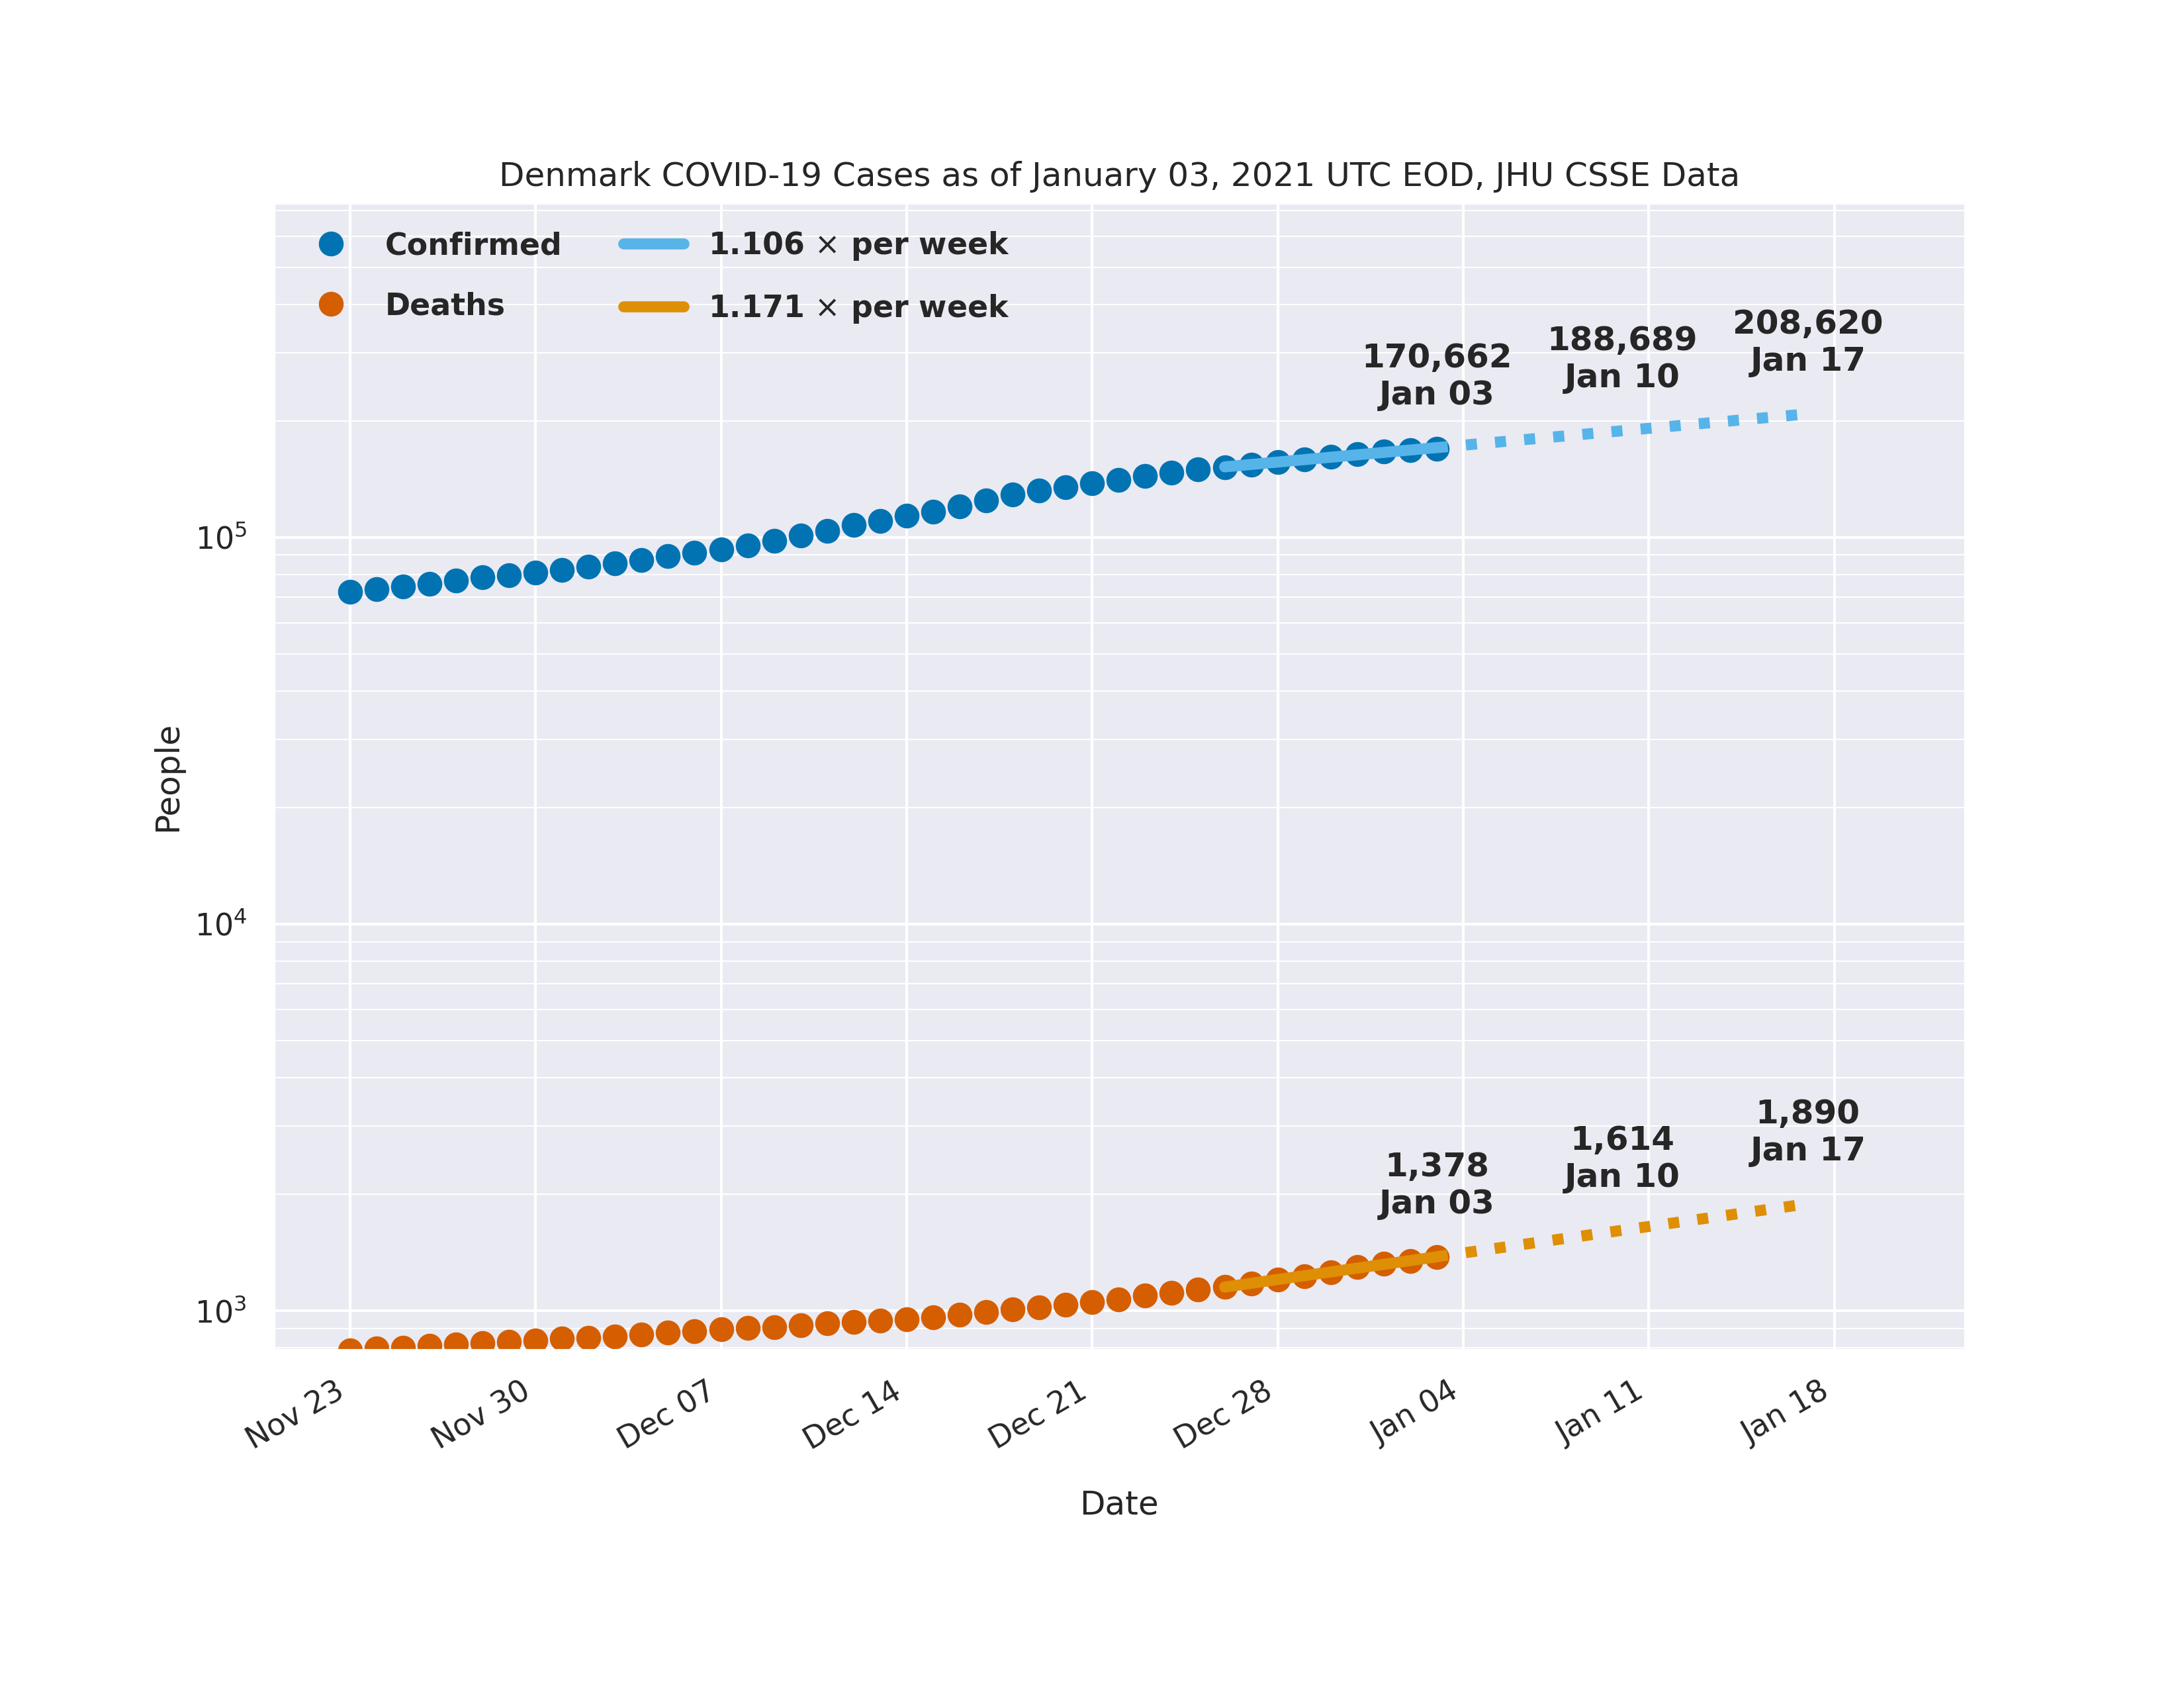 Denmark COVID-19 Cases as of January 03, 2021 UTC EOD, JHU CSSE Data
Confirmed
Deaths
1.106 × per week
1.171 × per week
170,662
Jan 03
188,689
Jan 10
208,620
Jan 17
1,378
Jan 03
1,614
Jan 10
1,890
Jan 17
People
10⁵
10⁴
10³
Nov 23
Nov 30
Dec 07
Dec 14
Dec 21
Dec 28
Jan 04
Jan 11
Jan 18
Date